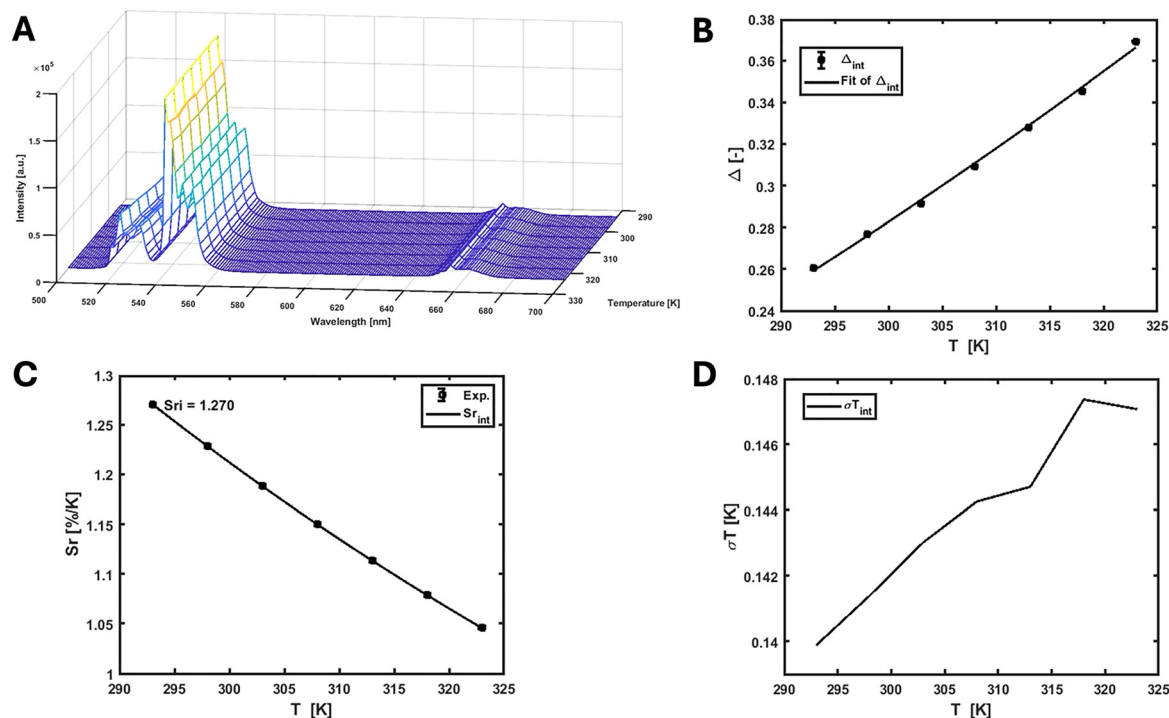 A
×10⁵
2
1.5
1
0.5
0
Intensity [a.u.]
500
520
540
560
580
600
620
640
660
680
700
Wavelength [nm]
290
300
310
320
330
Temperature [K]
B
0.38
0.36
0.34
0.32
0.3
0.28
0.26
0.24
Δ [-]
Δint
Fit of Δint
290 295 300 305 310 315 320 325
T [K]
C
1.3
1.25
1.2
1.15
1.1
1.05
1
Sr [%/K]
Sri = 1.270
Exp.
Srint
290 295 300 305 310 315 320 325
T [K]
D
0.148
0.146
0.144
0.142
0.14
σT [K]
σTint
290 295 300 305 310 315 320 325
T [K]